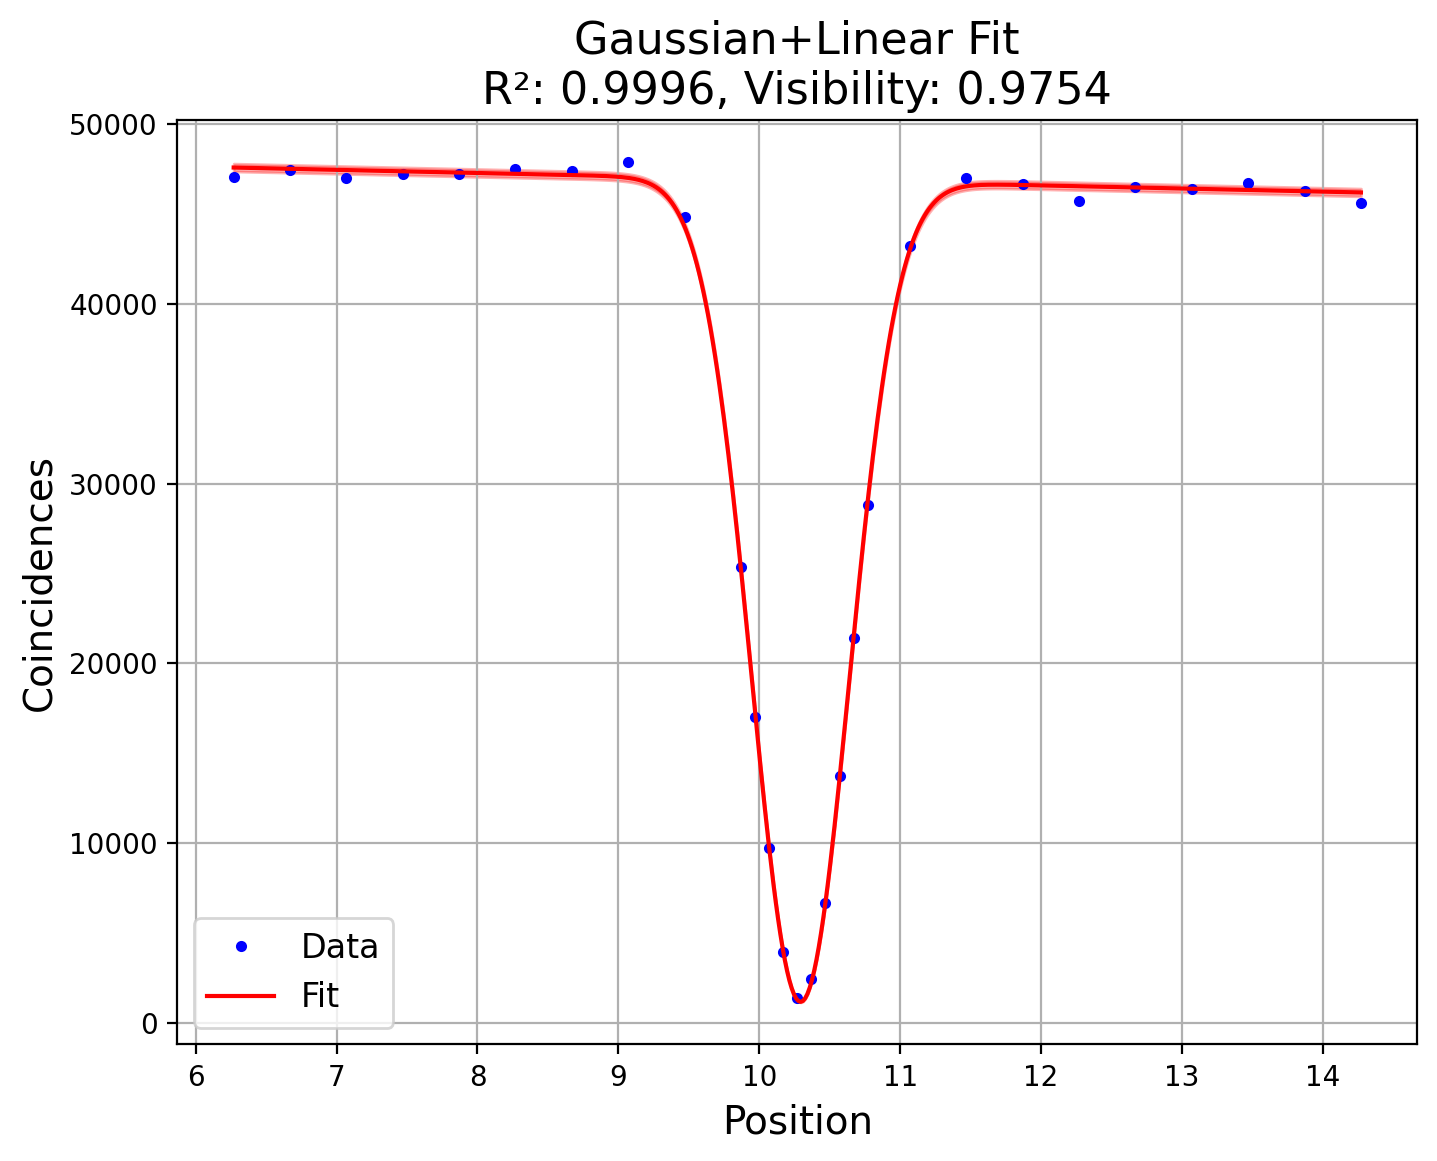 Gaussian+Linear Fit
R²: 0.9996, Visibility: 0.9754
50000
40000
30000
20000
10000
0
Coincidences
Data
Fit
6 7 8 9 10 11 12 13 14
Position